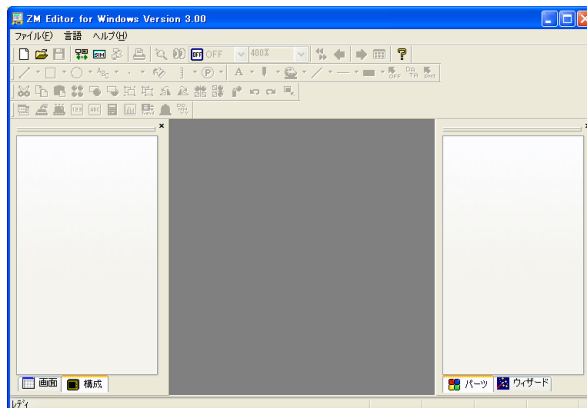 ZM Editor for Windows Version 3.00
ファイル(F) 言語 ヘルプ(H)
OFF OFF 400%
A
画面 構成
パーツ ウィザード
レディ